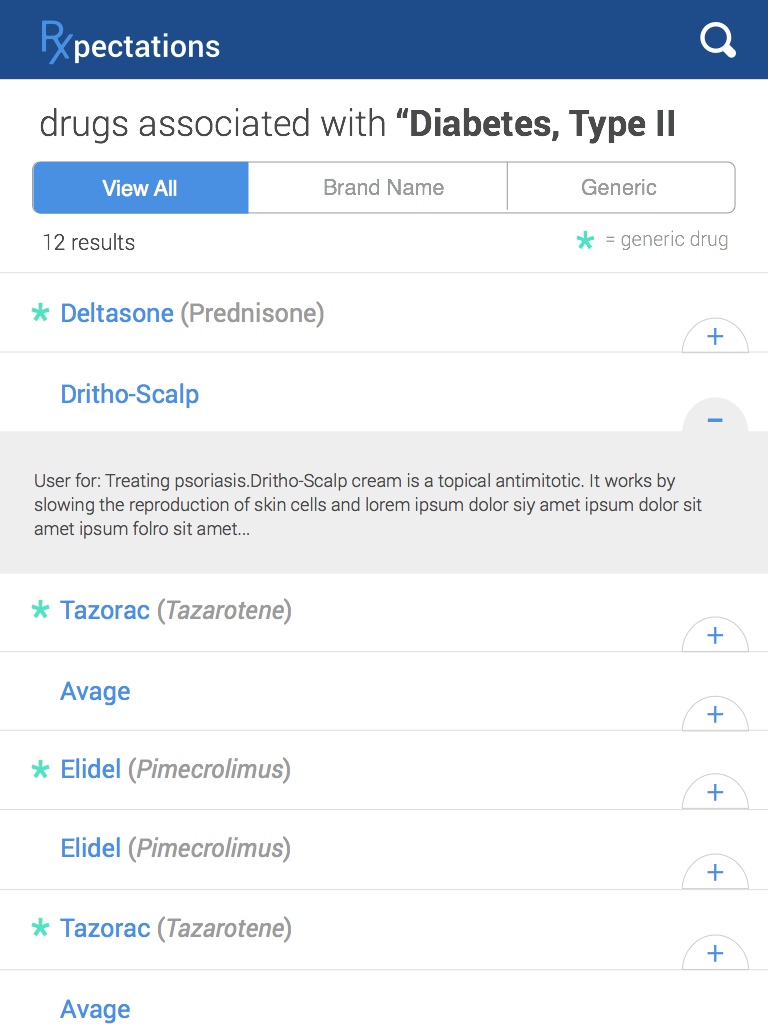 Rxpectations
drugs associated with “Diabetes, Type II
View All Brand Name Generic
12 results * = generic drug
* Deltasone (Prednisone)
+
Dritho-Scalp
–
User for: Treating psoriasis.Dritho-Scalp cream is a topical antimitotic. It works by
slowing the reproduction of skin cells and lorem ipsum dolor siy amet ipsum dolor sit
amet ipsum folro sit amet...
* Tazorac (Tazarotene)
+
Avage
+
* Elidel (Pimecrolimus)
+
Elidel (Pimecrolimus)
+
* Tazorac (Tazarotene)
+
Avage